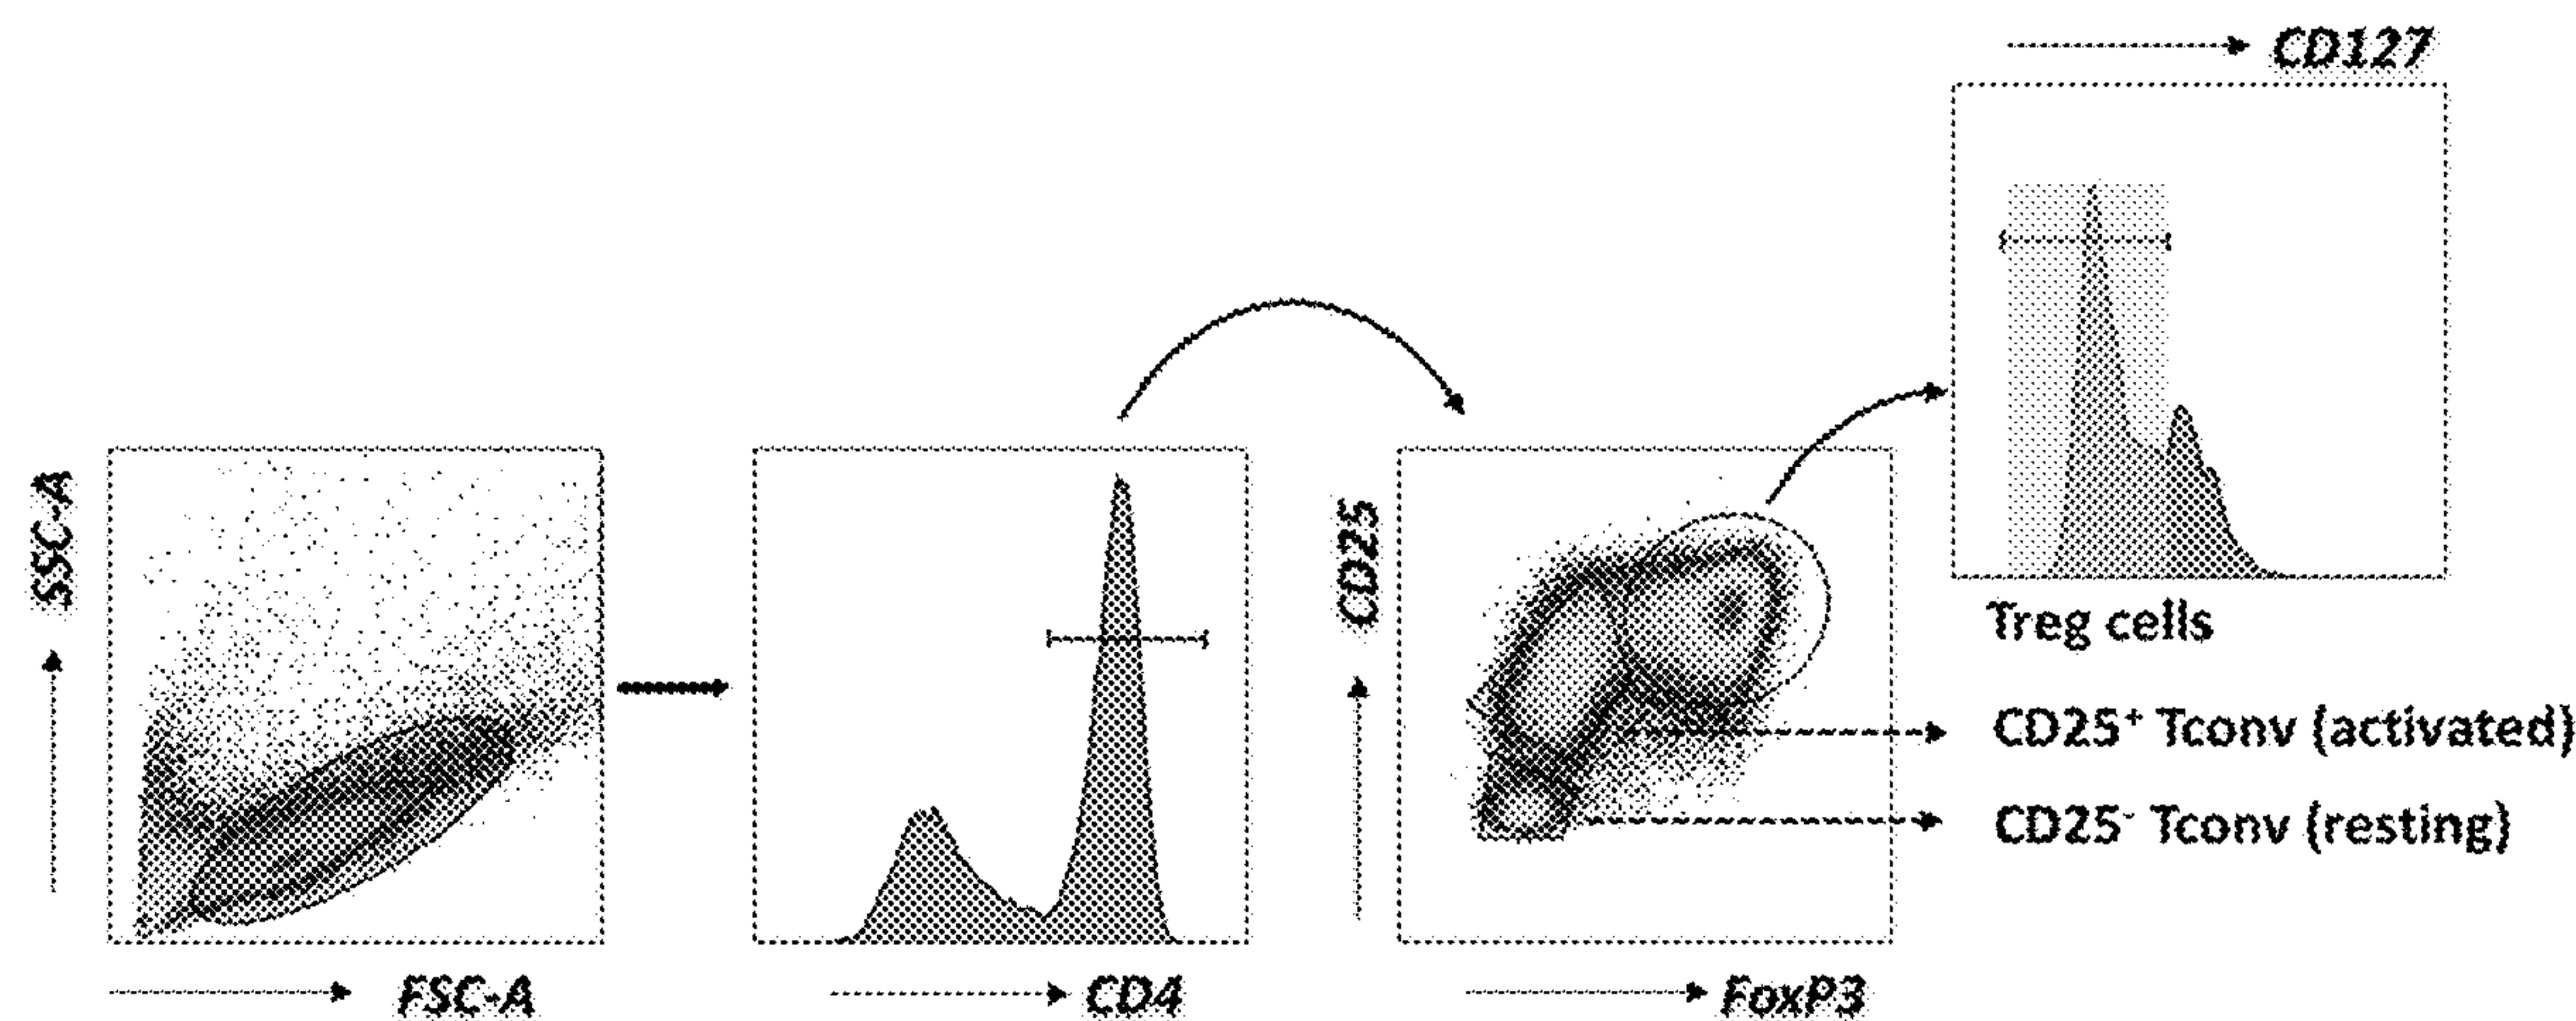 CD127
SSC-A
CD25
Treg cells
CD25⁺ Tconv (activated)
CD25⁻ Tconv (resting)
FSC-A
CD4
FoxP3